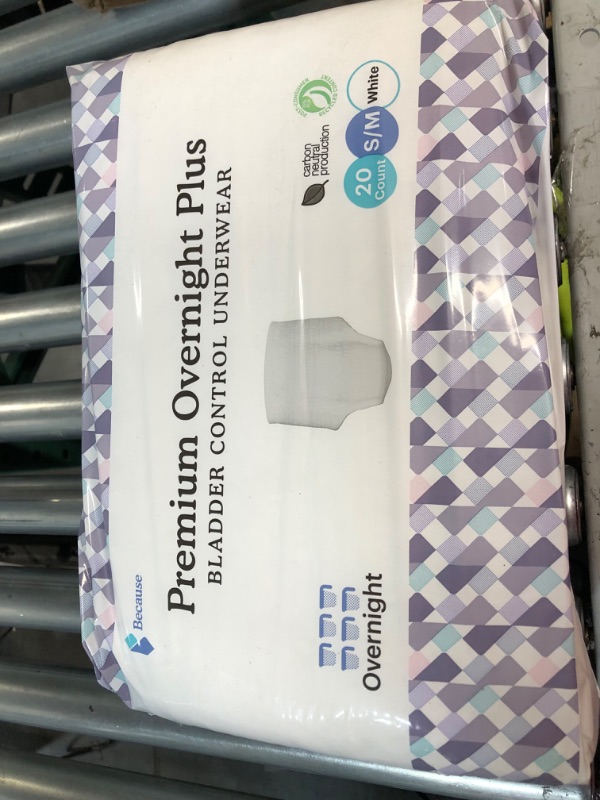 Because
Premium Overnight Plus
BLADDER CONTROL UNDERWEAR
Overnight
carbon
neutral
production
20
Count
S/M
White